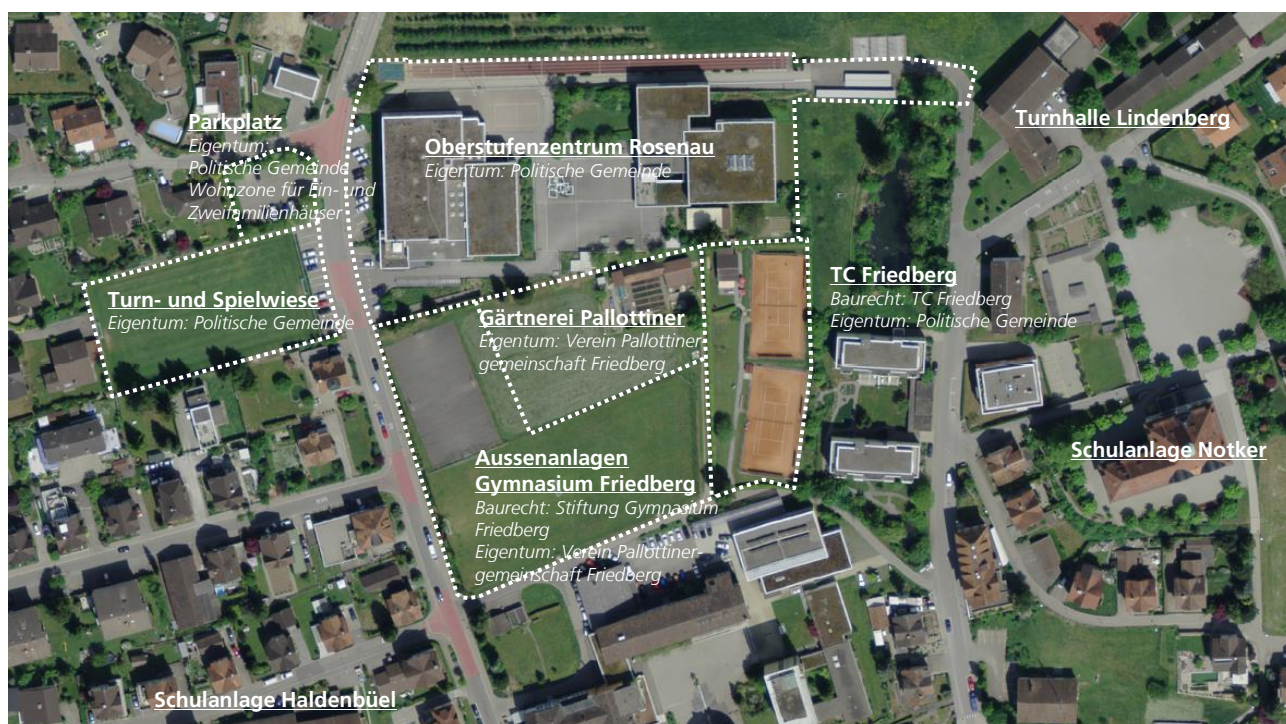 Parkplatz
Eigentum:
Politische Gemeinde
Wohnzone für Ein- und
Zweifamilienhäuser
Oberstufenzentrum Rosenau
Eigentum: Politische Gemeinde
Turnhalle Lindenberg
Turn- und Spielwiese
Eigentum: Politische Gemeinde
Gärtnerei Pallottiner
Eigentum: Verein Pallottiner
gemeinschaft Friedberg
TC Friedberg
Baurecht: TC Friedberg
Eigentum: Politische Gemeinde
Aussenanlagen
Gymnasium Friedberg
Baurecht: Stiftung Gymnasium
Friedberg
Eigentum: Verein Pallottiner-
gemeinschaft Friedberg
Schulanlage Notker
Schulanlage Haldenbüel